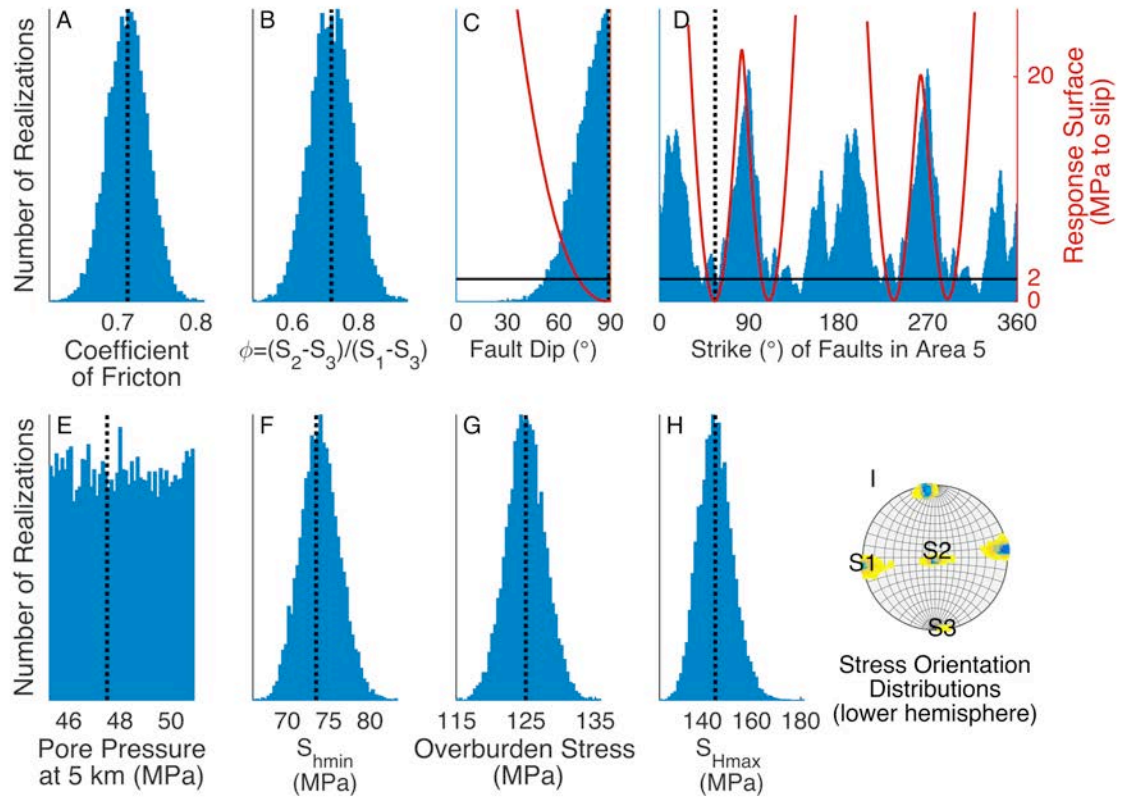 A
B
C
D
Number of Realizations
20
2
0
Response Surface
(MPa to slip)
0.7 0.8
0.6 0.8
0 30 60 90
0 90 180 270 360
Coefficient
of Fricton
ϕ=(S2-S3)/(S1-S3)
Fault Dip (°)
Strike (°) of Faults in Area 5
E
F
G
H
I
Number of Realizations
S1
S2
S3
46 48 50
70 75 80
115 125 135
140 160 180
Pore Pressure
at 5 km (MPa)
Shmin
(MPa)
Overburden Stress
(MPa)
SHmax
(MPa)
Stress Orientation
Distributions
(lower hemisphere)